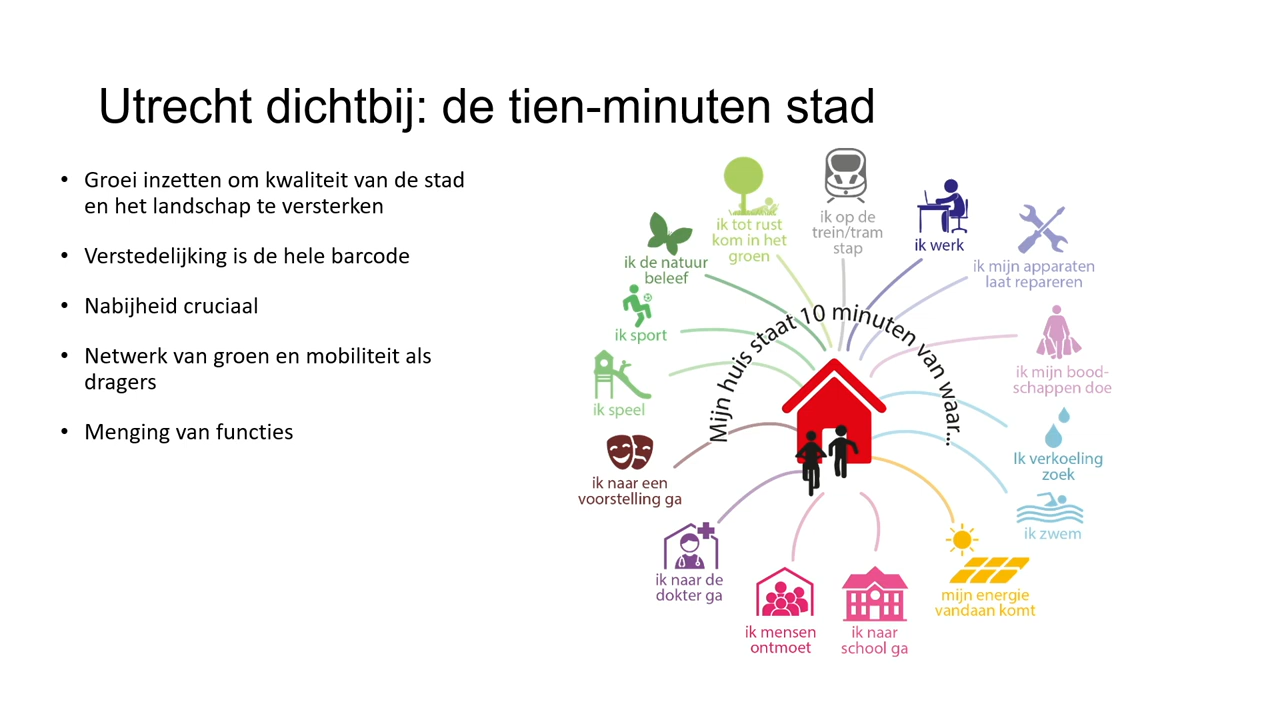 Utrecht dichtbij: de tien-minuten stad
• Groei inzetten om kwaliteit van de stad
en het landschap te versterken
• Verstedelijking is de hele barcode
• Nabijheid cruciaal
• Netwerk van groen en mobiliteit als
dragers
• Menging van functies
Mijn huis staat 10 minuten van waar...
ik op de
trein/tram
stap
ik werk
ik mijn apparaten
laat repareren
ik mijn bood-
schappen doe
Ik verkoeling
zoek
ik zwem
mijn energie
vandaan komt
ik naar
school ga
ik mensen
ontmoet
ik naar de
dokter ga
ik naar een
voorstelling ga
ik speel
ik sport
ik de natuur
beleef
ik tot rust
kom in het
groen